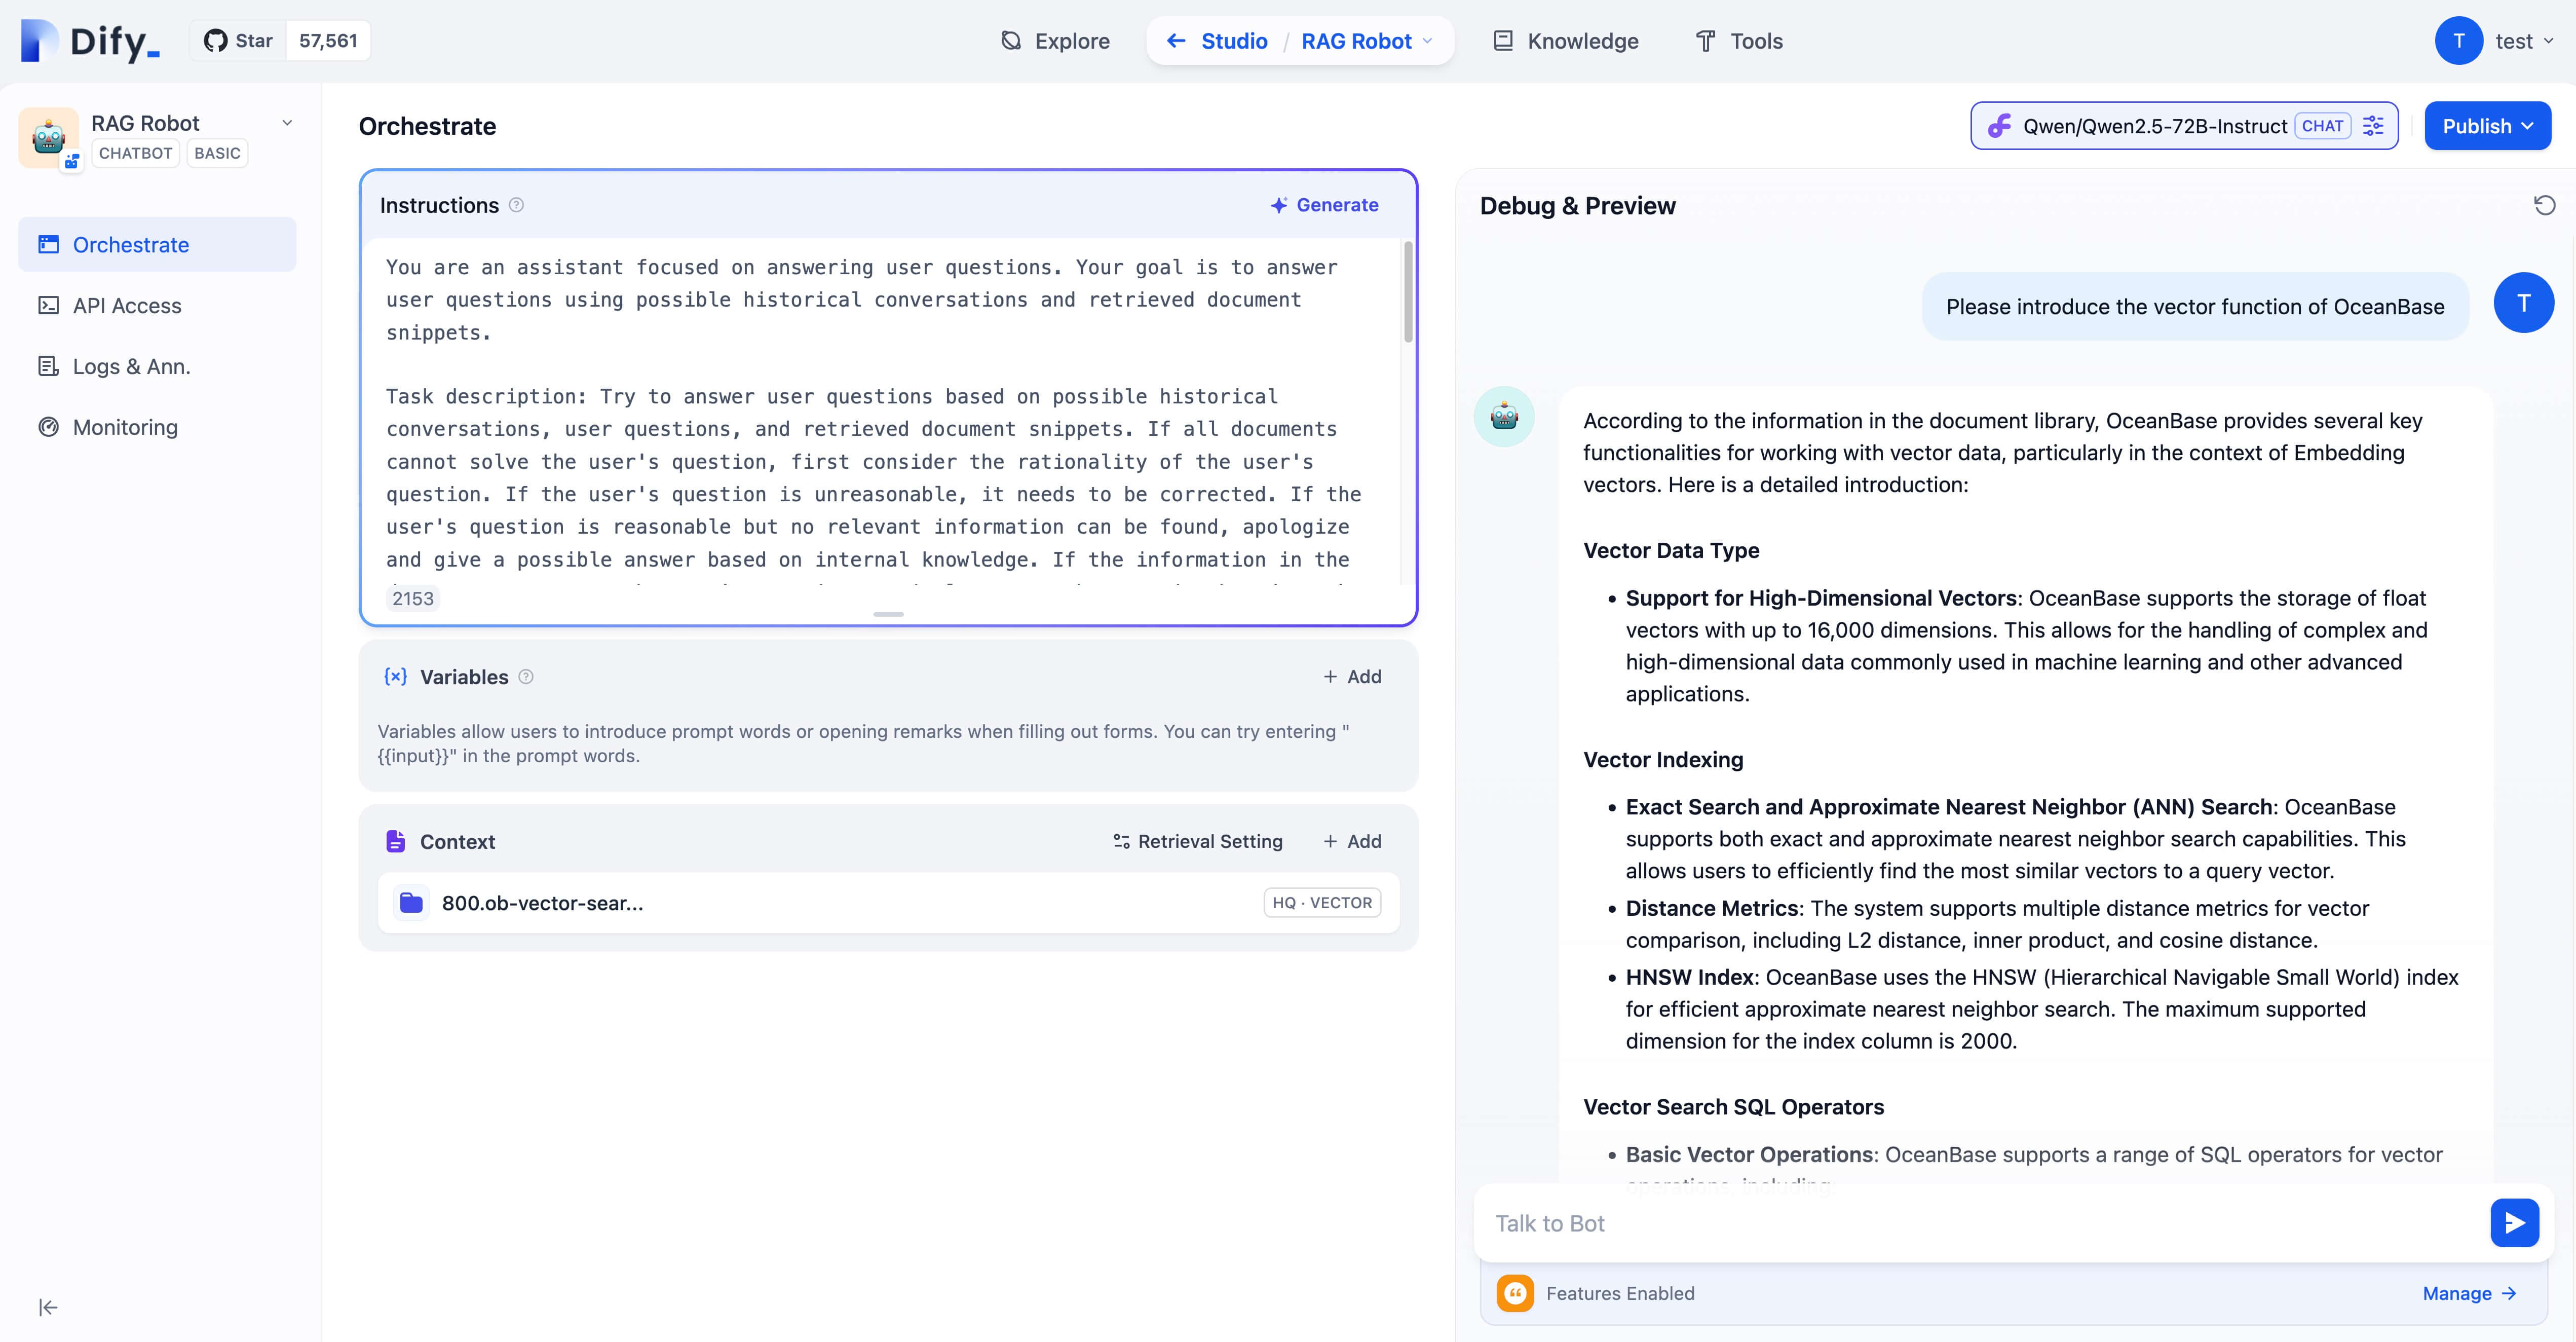 Dify_
Star 57,561
Explore
Studio / RAG Robot
Knowledge
Tools
T test
RAG Robot
CHATBOT BASIC
Orchestrate
API Access
Logs & Ann.
Monitoring
Orchestrate
Qwen/Qwen2.5-72B-Instruct CHAT
Publish
Instructions
Generate
You are an assistant focused on answering user questions. Your goal is to answer
user questions using possible historical conversations and retrieved document
snippets.
Task description: Try to answer user questions based on possible historical
conversations, user questions, and retrieved document snippets. If all documents
cannot solve the user's question, first consider the rationality of the user's
question. If the user's question is unreasonable, it needs to be corrected. If the
user's question is reasonable but no relevant information can be found, apologize
and give a possible answer based on internal knowledge. If the information in the
2153
{x} Variables
+ Add
Variables allow users to introduce prompt words or opening remarks when filling out forms. You can try entering "
{{input}}" in the prompt words.
Context
Retrieval Setting
+ Add
800.ob-vector-sear...
HQ · VECTOR
Debug & Preview
Please introduce the vector function of OceanBase
T
According to the information in the document library, OceanBase provides several key
functionalities for working with vector data, particularly in the context of Embedding
vectors. Here is a detailed introduction:
Vector Data Type
• Support for High-Dimensional Vectors: OceanBase supports the storage of float
vectors with up to 16,000 dimensions. This allows for the handling of complex and
high-dimensional data commonly used in machine learning and other advanced
applications.
Vector Indexing
• Exact Search and Approximate Nearest Neighbor (ANN) Search: OceanBase
supports both exact and approximate nearest neighbor search capabilities. This
allows users to efficiently find the most similar vectors to a query vector.
• Distance Metrics: The system supports multiple distance metrics for vector
comparison, including L2 distance, inner product, and cosine distance.
• HNSW Index: OceanBase uses the HNSW (Hierarchical Navigable Small World) index
for efficient approximate nearest neighbor search. The maximum supported
dimension for the index column is 2000.
Vector Search SQL Operators
• Basic Vector Operations: OceanBase supports a range of SQL operators for vector
operations, including
Talk to Bot
Features Enabled
Manage